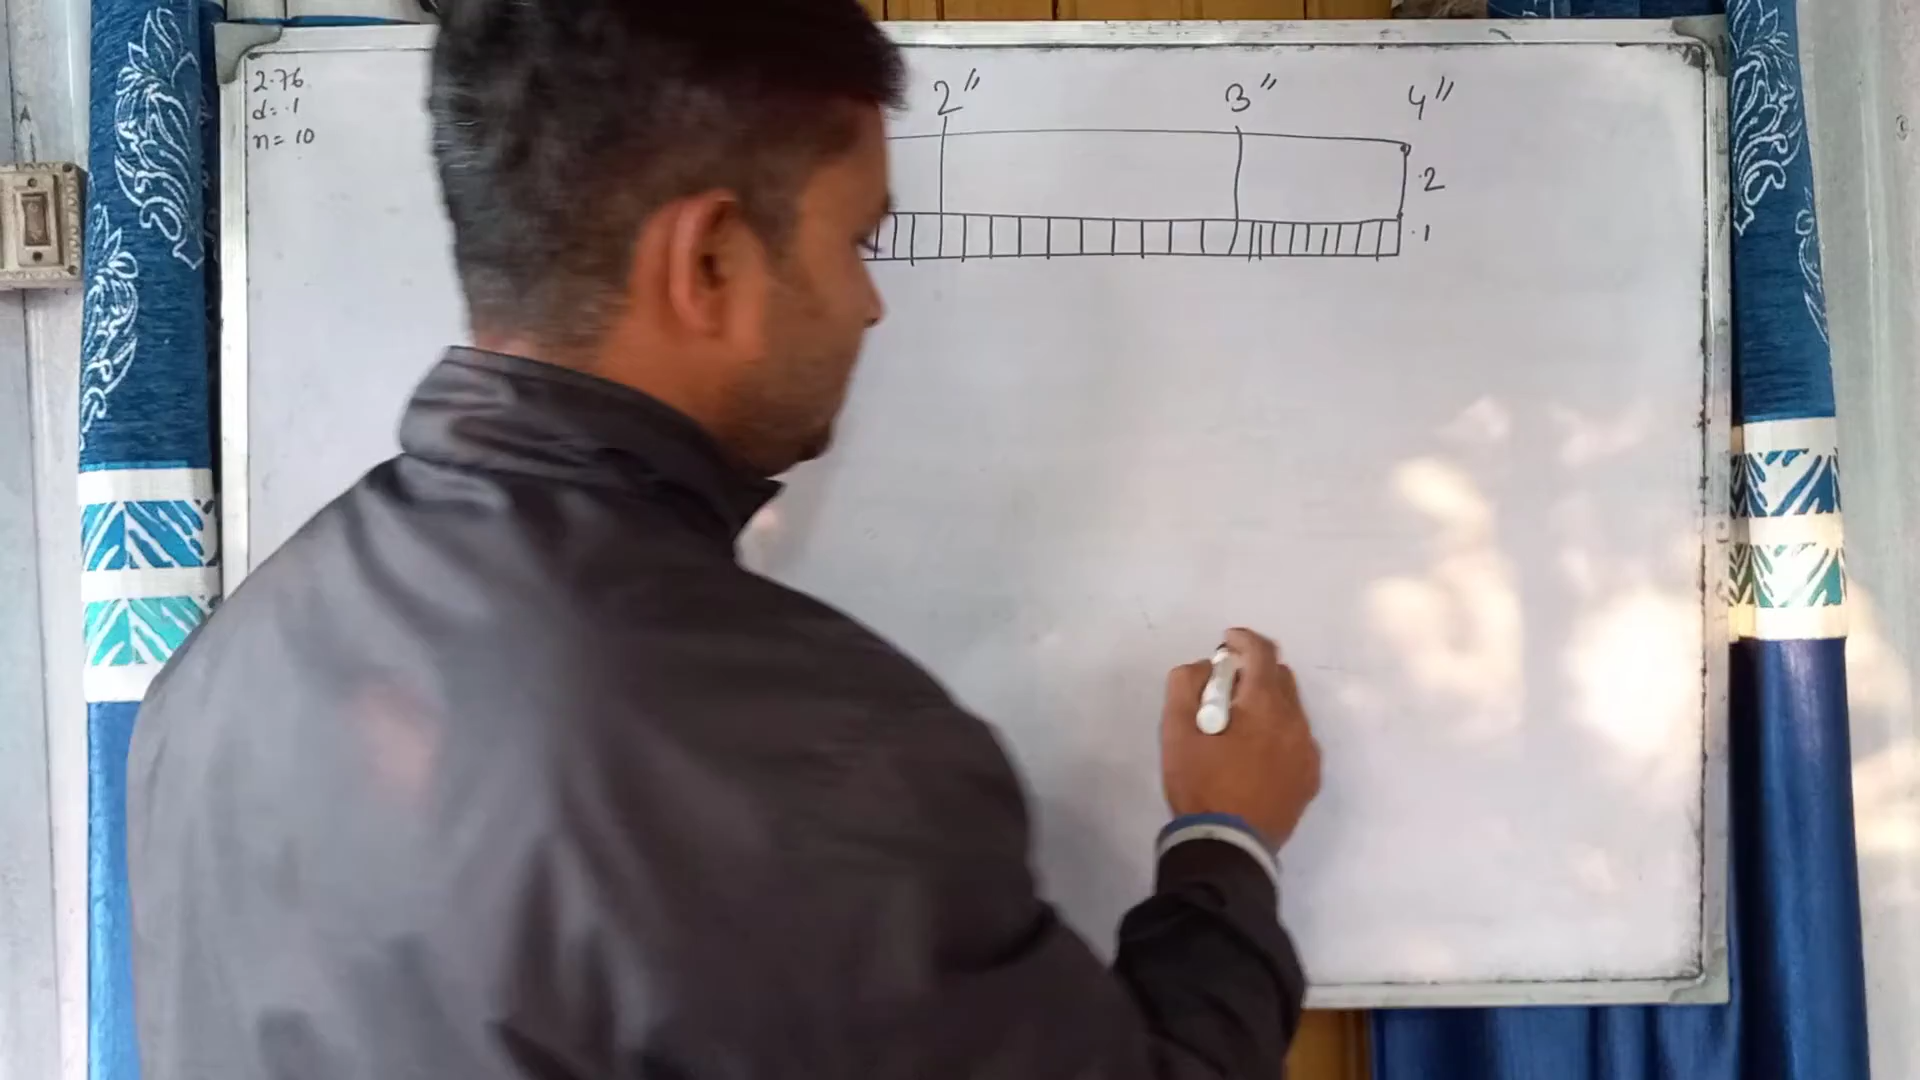 2.76
d = .1
n = 10
2" 3" 4"
.2
.1